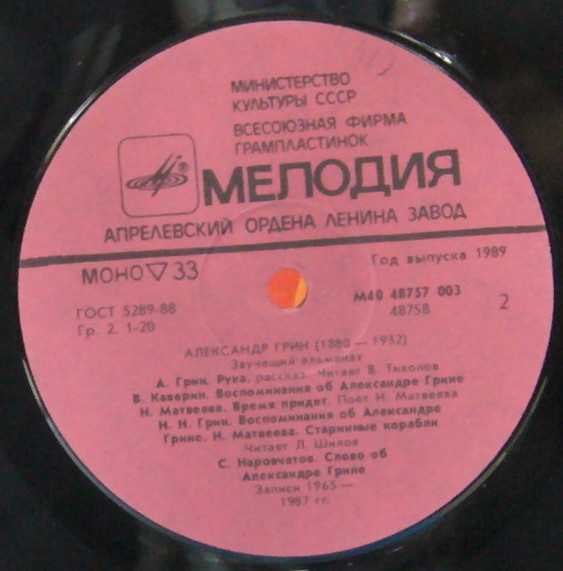 МИНИСТЕРСТВО
КУЛЬТУРЫ СССР
ВСЕСОЮЗНАЯ ФИРМА
ГРАМПЛАСТИНОК
МЕЛОДИЯ
АПРЕЛЕВСКИЙ ОРДЕНА ЛЕНИНА ЗАВОД
МОНО ▽ 33
Год выпуска 1989
ГОСТ 5289-88
Гр. 2. 1-20
М40 48757 003
48758
2
АЛЕКСАНДР ГРИН (1880 — 1932)
Звучащий альманах
А. Грин. Рука, рассказ. Читает В. Тихонов
В. Каверин. Воспоминания об Александре Грине
Н. Матвеева. Время придет. Поет Н. Матвеева
Н. Н. Грин. Воспоминания об Александре
Грине. Н. Матвеева. Старинные корабли
Читает Л. Шилов
С. Наровчатов. Слово об
Александре Грине
Записи 1965—
1987 гг.